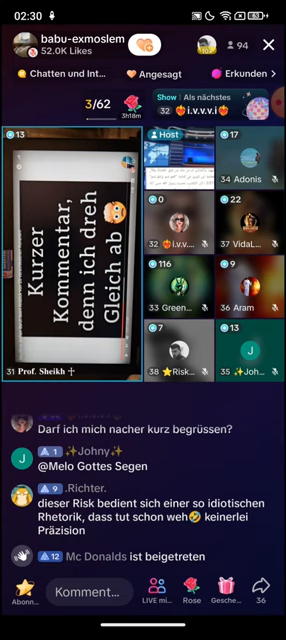 02:30
63
babu-exmoslem
52.0K Likes
94
Chatten und Int...
Angesagt
Erkunden
3/62
3h18m
Show | Als nächstes
32 ❤️‍🔥i.v.v.v.i❤️‍🔥
13
Kurzer
Kommentar,
denn ich dreh
Gleich ab 🤯
31 Prof. Sheikh ♱
Host
17
34 Adonis
0
32 ❤️‍🔥i.v....
22
37 VidaL...
116
33 Green...
9
36 Aram
7
38 ⭐Risk...
13
J
35 ✨Joh...
Darf ich mich nacher kurz begrüssen?
J
1 ✨Johny✨
@Melo Gottes Segen
9 .Richter.
dieser Risk bedient sich einer so idiotischen
Rhetorik, dass tut schon weh🤣 keinerlei
Präzision
12 Mc Donalds ist beigetreten
Abonn...
Komment...
LIVE mi...
Rose
Gesche...
36